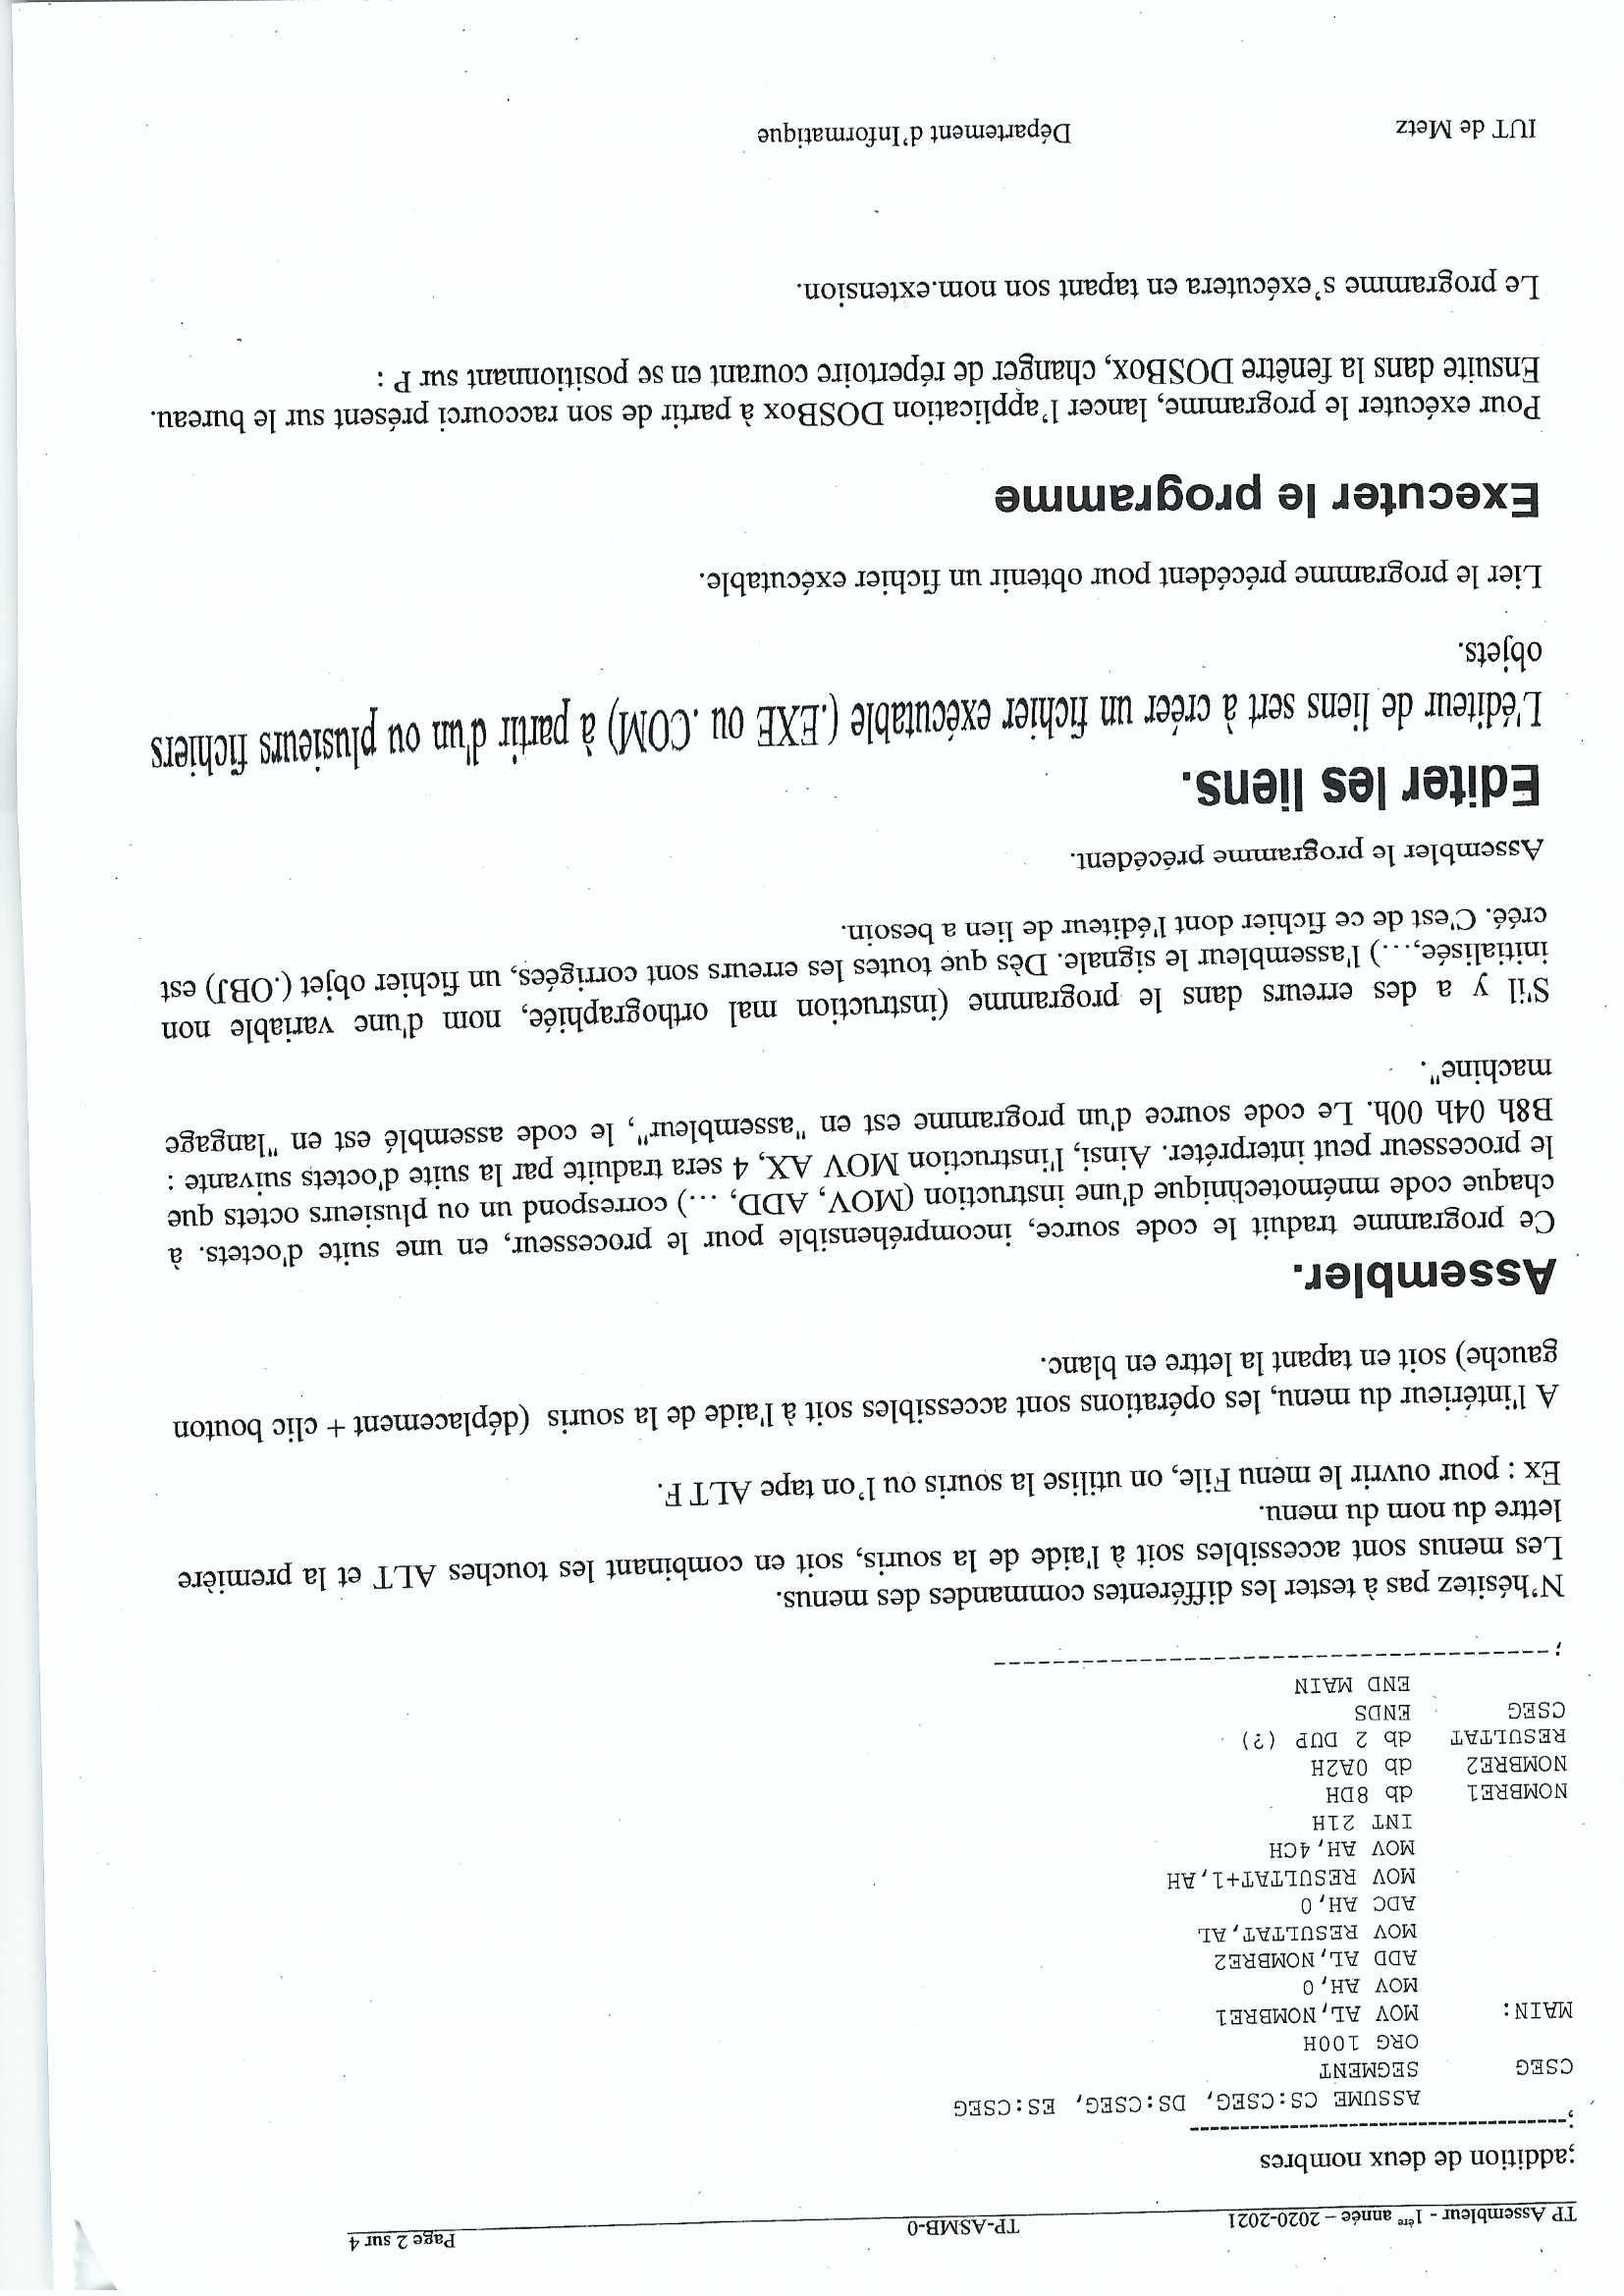 TP Assembleur - 1ère année – 2020-2021 TP-ASMB-0 Page 2 sur 4
;addition de deux nombres
;---------------------------------------
ASSUME CS:CSEG, DS:CSEG, ES:CSEG
CSEG SEGMENT
ORG 100H
MAIN: MOV AL,NOMBRE1
MOV AH,0
ADD AL,NOMBRE2
MOV RESULTAT,AL
ADC AH,0
MOV RESULTAT+1,AH
MOV AH,4CH
INT 21H
NOMBRE1 db 8DH
NOMBRE2 db 0A2H
RESULTAT db 2 DUP (?)
CSEG ENDS
END MAIN
;---------------------------------------
N'hésitez pas à tester les différentes commandes des menus.
Les menus sont accessibles soit à l'aide de la souris, soit en combinant les touches ALT et la première
lettre du nom du menu.
Ex : pour ouvrir le menu File, on utilise la souris ou l'on tape ALT F.
A l'intérieur du menu, les opérations sont accessibles soit à l'aide de la souris (déplacement + clic bouton
gauche) soit en tapant la lettre en blanc.
Assembler.
Ce programme traduit le code source, incompréhensible pour le processeur, en une suite d'octets. à
chaque code mnémotechnique d'une instruction (MOV, ADD, …) correspond un ou plusieurs octets que
le processeur peut interpréter. Ainsi, l'instruction MOV AX, 4 sera traduite par la suite d'octets suivante :
B8h 04h 00h. Le code source d'un programme est en "assembleur", le code assemblé est en "langage
machine".
S'il y a des erreurs dans le programme (instruction mal orthographiée, nom d'une variable non
initialisée,…) l'assembleur le signale. Dès que toutes les erreurs sont corrigées, un fichier objet (.OBJ) est
créé. C'est de ce fichier dont l'éditeur de lien a besoin.
Assembler le programme précédent.
Editer les liens.
L'éditeur de liens sert à créer un fichier exécutable (.EXE ou .COM) à partir d'un ou plusieurs fichiers
objets.
Lier le programme précédent pour obtenir un fichier exécutable.
Executer le programme
Pour exécuter le programme, lancer l'application DOSBox à partir de son raccourci présent sur le bureau.
Ensuite dans la fenêtre DOSBox, changer de répertoire courant en se positionnant sur P :
Le programme s'exécutera en tapant son nom.extension.
IUT de Metz Département d'Informatique